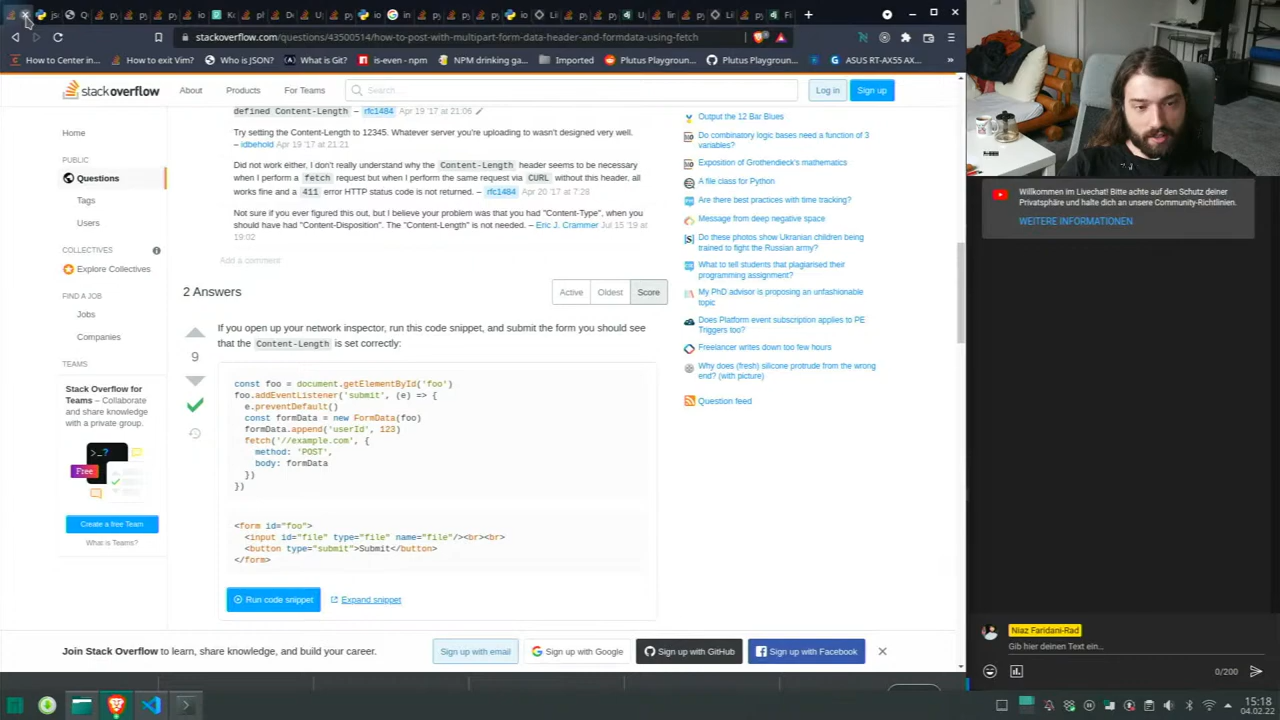 stackoverflow.com/questions/43500514/how-to-post-with-multipart-form-data-header-and-formdata-using-fetch
How to Center in...
How to exit Vim?
Who is JSON?
What is Git?
is-even - npm
NPM drinking ga...
Imported
Plutus Playgroun...
Plutus Playgroun...
ASUS RT-AX55 AX...
stackoverflow
About
Products
For Teams
Search...
Log in
Sign up
Home
PUBLIC
Questions
Tags
Users
COLLECTIVES
Explore Collectives
FIND A JOB
Jobs
Companies
TEAMS
Stack Overflow for
Teams – Collaborate
and share knowledge
with a private group.
>_?
Free
Create a free Team
What is Teams?
defined Content-Length – rfc1484 Apr 19 '17 at 21:06
Try setting the Content-Length to 12345. Whatever server you're uploading to wasn't designed very well.
– idbehold Apr 19 '17 at 21:21
Did not work either, I don't really understand why the Content-Length header seems to be necessary
when I perform a fetch request but when I perform the same request via CURL without this header. all
works fine and a 411 error HTTP status code is not returned. – rfc1484 Apr 20 '17 at 7:28
Not sure if you ever figured this out, but I believe your problem was that you had "Content-Type", when you
should have had "Content-Disposition". The "Content-Length" is not needed. – Eric J. Crammer Jul 15 '19 at
19:02
Add a comment
2 Answers
Active
Oldest
Score
9
If you open up your network inspector, run this code snippet, and submit the form you should see
that the Content-Length is set correctly:
const foo = document.getElementById('foo')
foo.addEventListener('submit', (e) => {
e.preventDefault()
const formData = new FormData(foo)
formData.append('userId', 123)
fetch('//example.com', {
method: 'POST',
body: formData
})
})
<form id="foo">
<input id="file" type="file" name="file"/><br><br>
<button type="submit">Submit</button>
</form>
Run code snippet
Expand snippet
Output the 12 Bar Blues
Do combinatory logic bases need a function of 3
variables?
Exposition of Grothendieck's mathematics
A file class for Python
Are there best practices with time tracking?
Message from deep negative space
Do these photos show Ukranian children being
trained to fight the Russian army?
What to tell students that plagiarised their
programming assignment?
My PhD advisor is proposing an unfashionable
topic
Does Platform event subscription applies to PE
Triggers too?
Freelancer writes down too few hours
Why does (fresh) silicone protrude from the wrong
end? (with picture)
Question feed
Join Stack Overflow to learn, share knowledge, and build your career.
Sign up with email
Sign up with Google
Sign up with GitHub
Sign up with Facebook
Willkommen im Livechat! Bitte achte auf den Schutz deiner
Privatsphäre und halte dich an unsere Community-Richtlinien.
WEITERE INFORMATIONEN
Niaz Faridani-Rad
Gib hier deinen Text ein...
0/200
15:18
04.02.22